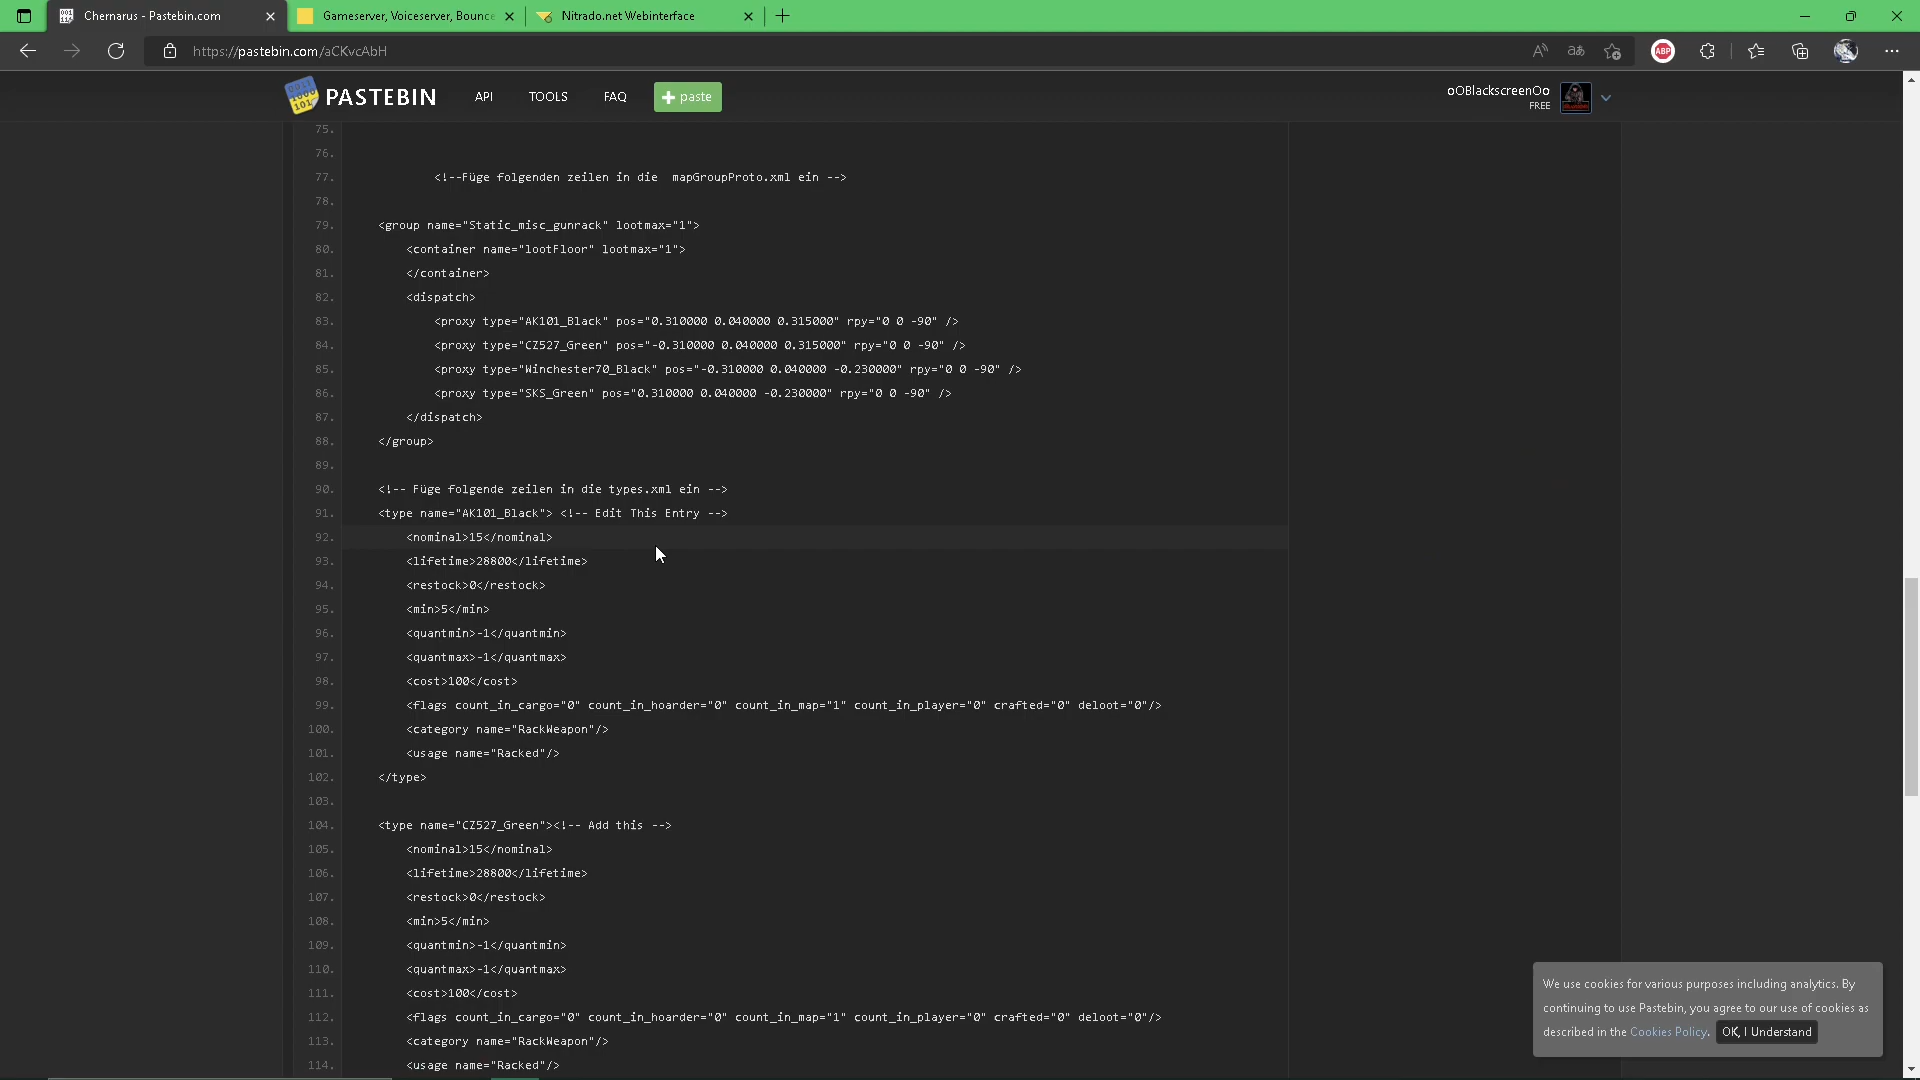 Chernarus - Pastebin.com
Gameserver, Voiceserver, Bounce
Nitrado.net Webinterface
https://pastebin.com/aCKvcAbH
ABP
PASTEBIN
API
TOOLS
FAQ
+ paste
oOBlackscreenOo
FREE
75.
76.
77. <!--Füge folgenden zeilen in die  mapGroupProto.xml ein -->
78.
79. <group name="Static_misc_gunrack" lootmax="1">
80. <container name="lootFloor" lootmax="1">
81. </container>
82. <dispatch>
83. <proxy type="AK101_Black" pos="0.310000 0.040000 0.315000" rpy="0 0 -90" />
84. <proxy type="CZ527_Green" pos="-0.310000 0.040000 0.315000" rpy="0 0 -90" />
85. <proxy type="Winchester70_Black" pos="-0.310000 0.040000 -0.230000" rpy="0 0 -90" />
86. <proxy type="SKS_Green" pos="0.310000 0.040000 -0.230000" rpy="0 0 -90" />
87. </dispatch>
88. </group>
89.
90. <!-- Füge folgende zeilen in die types.xml ein -->
91. <type name="AK101_Black"> <!-- Edit This Entry -->
92. <nominal>15</nominal>
93. <lifetime>28800</lifetime>
94. <restock>0</restock>
95. <min>5</min>
96. <quantmin>-1</quantmin>
97. <quantmax>-1</quantmax>
98. <cost>100</cost>
99. <flags count_in_cargo="0" count_in_hoarder="0" count_in_map="1" count_in_player="0" crafted="0" deloot="0"/>
100. <category name="RackWeapon"/>
101. <usage name="Racked"/>
102. </type>
103.
104. <type name="CZ527_Green"><!-- Add this -->
105. <nominal>15</nominal>
106. <lifetime>28800</lifetime>
107. <restock>0</restock>
108. <min>5</min>
109. <quantmin>-1</quantmin>
110. <quantmax>-1</quantmax>
111. <cost>100</cost>
112. <flags count_in_cargo="0" count_in_hoarder="0" count_in_map="1" count_in_player="0" crafted="0" deloot="0"/>
113. <category name="RackWeapon"/>
114. <usage name="Racked"/>
We use cookies for various purposes including analytics. By
continuing to use Pastebin, you agree to our use of cookies as
described in the Cookies Policy. OK, I Understand